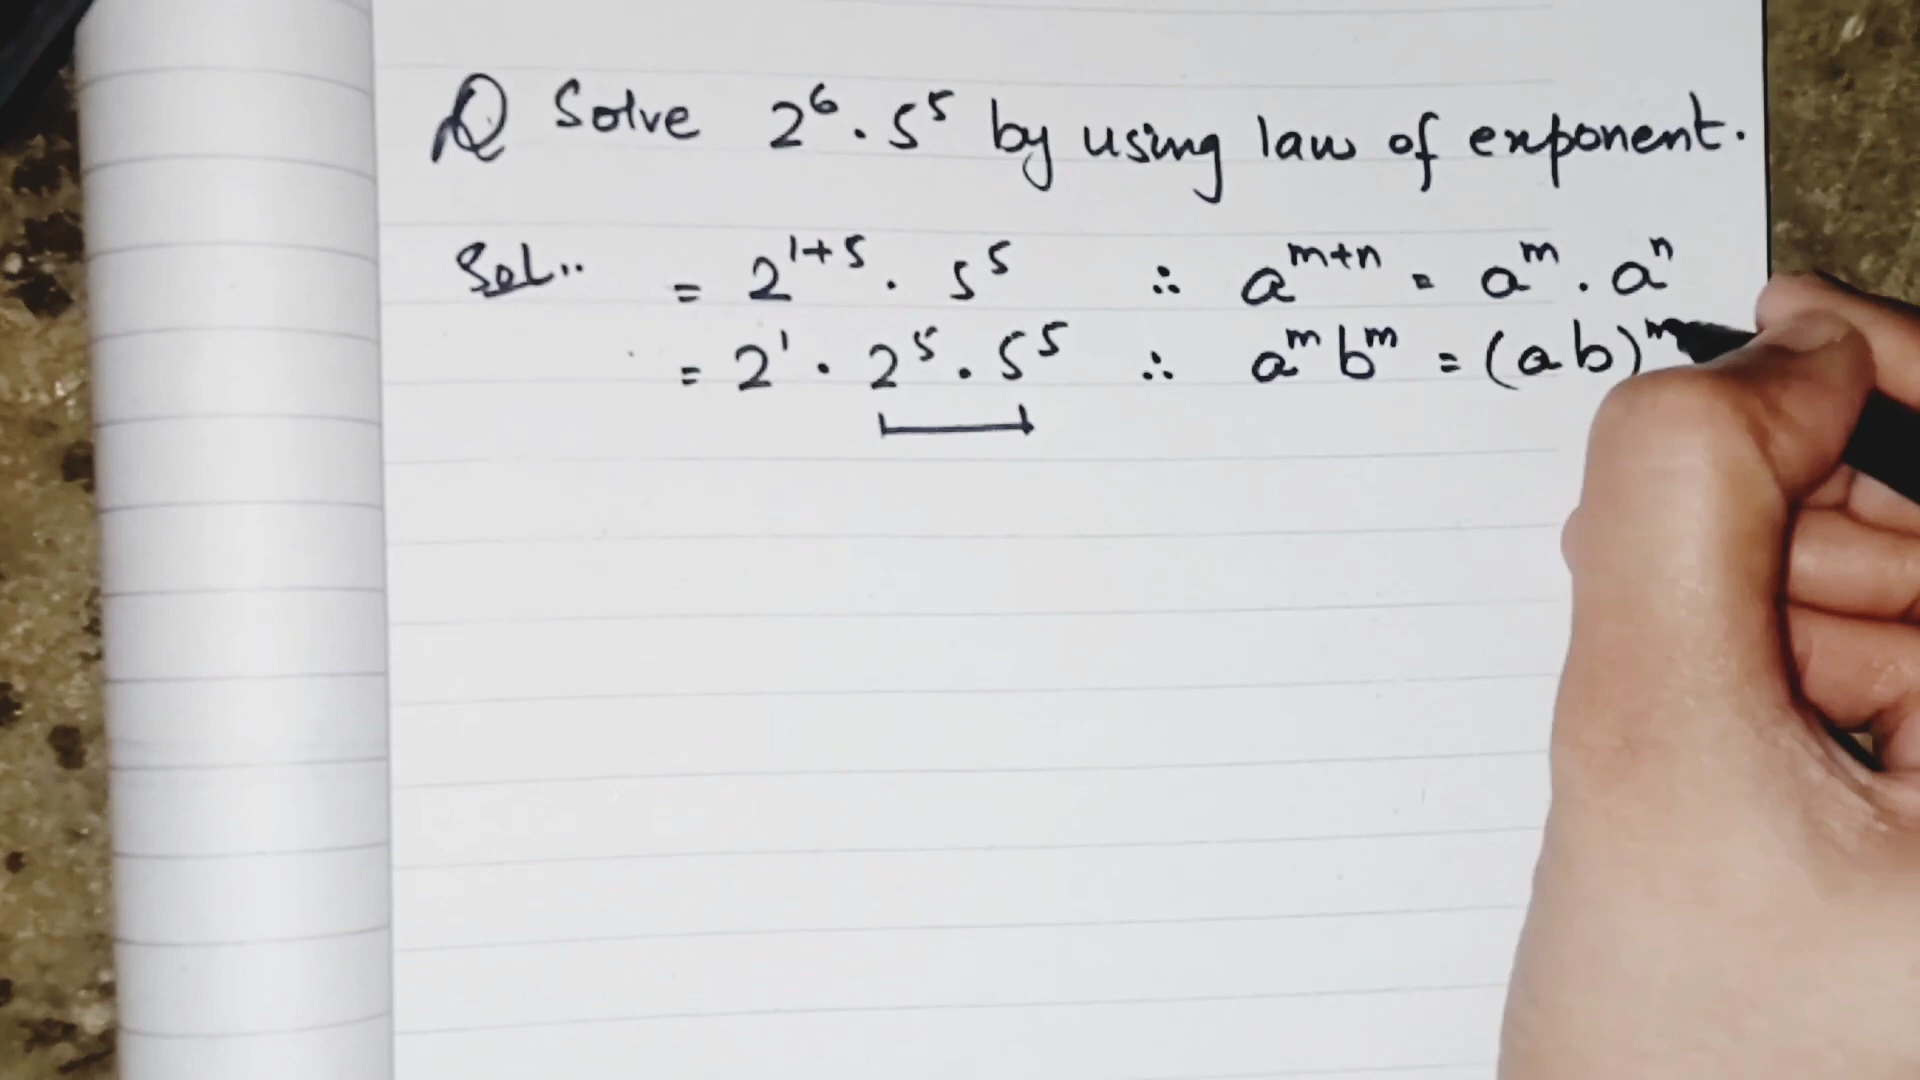 Q Solve 2⁶ · 5⁵ by using law of exponent.
Sol.. = 2¹⁺⁵ · 5⁵ ∴ aᵐ⁺ⁿ = aᵐ · aⁿ
= 2¹ · 2⁵ · 5⁵ ∴ aᵐ bᵐ = (ab)ᵐ